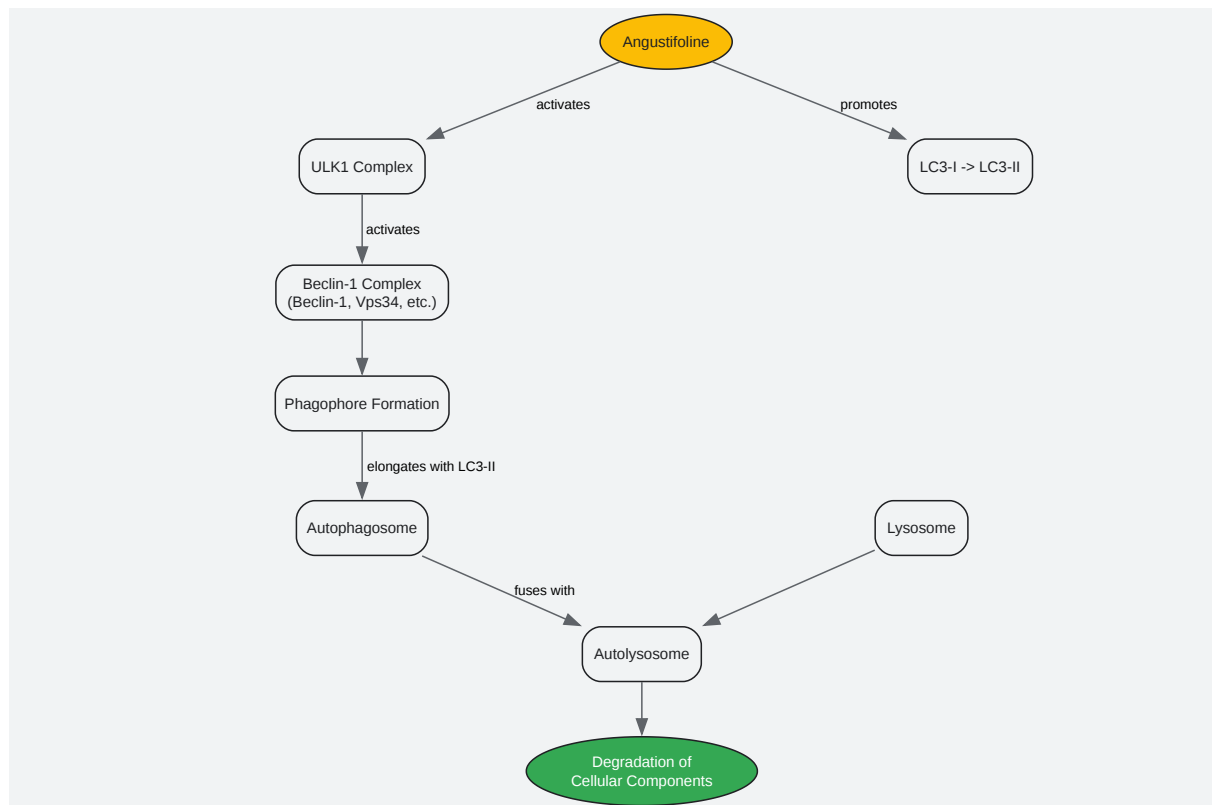 Angustifoline
activates
promotes
ULK1 Complex
LC3-I -> LC3-II
activates
Beclin-1 Complex
(Beclin-1, Vps34, etc.)
Phagophore Formation
elongates with LC3-II
Autophagosome
Lysosome
fuses with
Autolysosome
Degradation of
Cellular Components